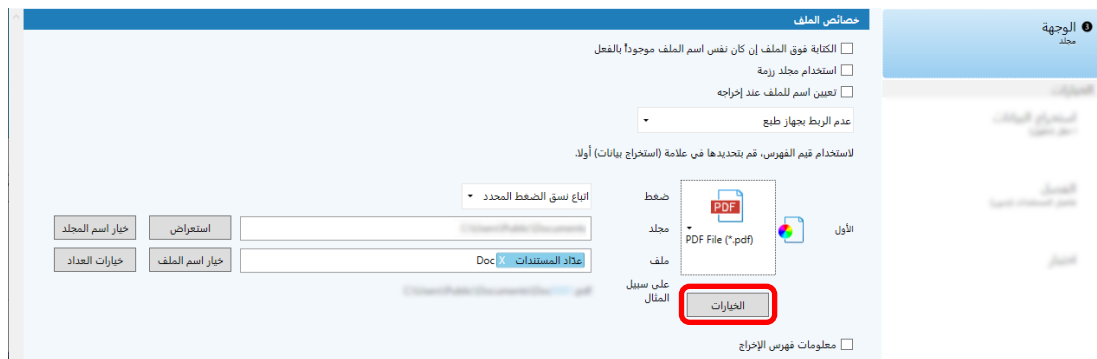 خصائص الملف
❸ الوجهة
مجلد
الكتابة فوق الملف إن كان نفس اسم الملف موجوداً بالفعل
استخدام مجلد رزمة
تعيين اسم للملف عند إخراجه
عدم الربط بجهاز طبع
لاستخدام قيم الفهرس، قم بتحديدها في علامة (استخراج بيانات) أولا.
الأول
PDF
PDF File (*.pdf)
الخيارات
ضغط
اتباع نسق الضغط المحدد
مجلد
استعراض
خيار اسم المجلد
ملف
Doc عدّاد المستندات X
خيار اسم الملف
خيارات العداد
على سبيل
المثال
معلومات فهرس الإخراج